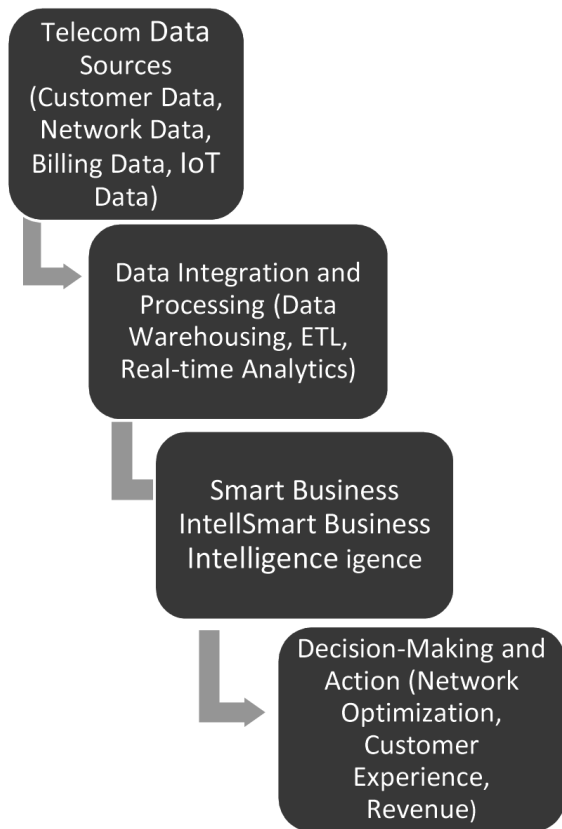 Telecom Data
Sources
(Customer Data,
Network Data,
Billing Data, IoT
Data)
Data Integration and
Processing (Data
Warehousing, ETL,
Real-time Analytics)
Smart Business
IntellSmart Business
Intelligence igence
Decision-Making and
Action (Network
Optimization,
Customer
Experience,
Revenue)